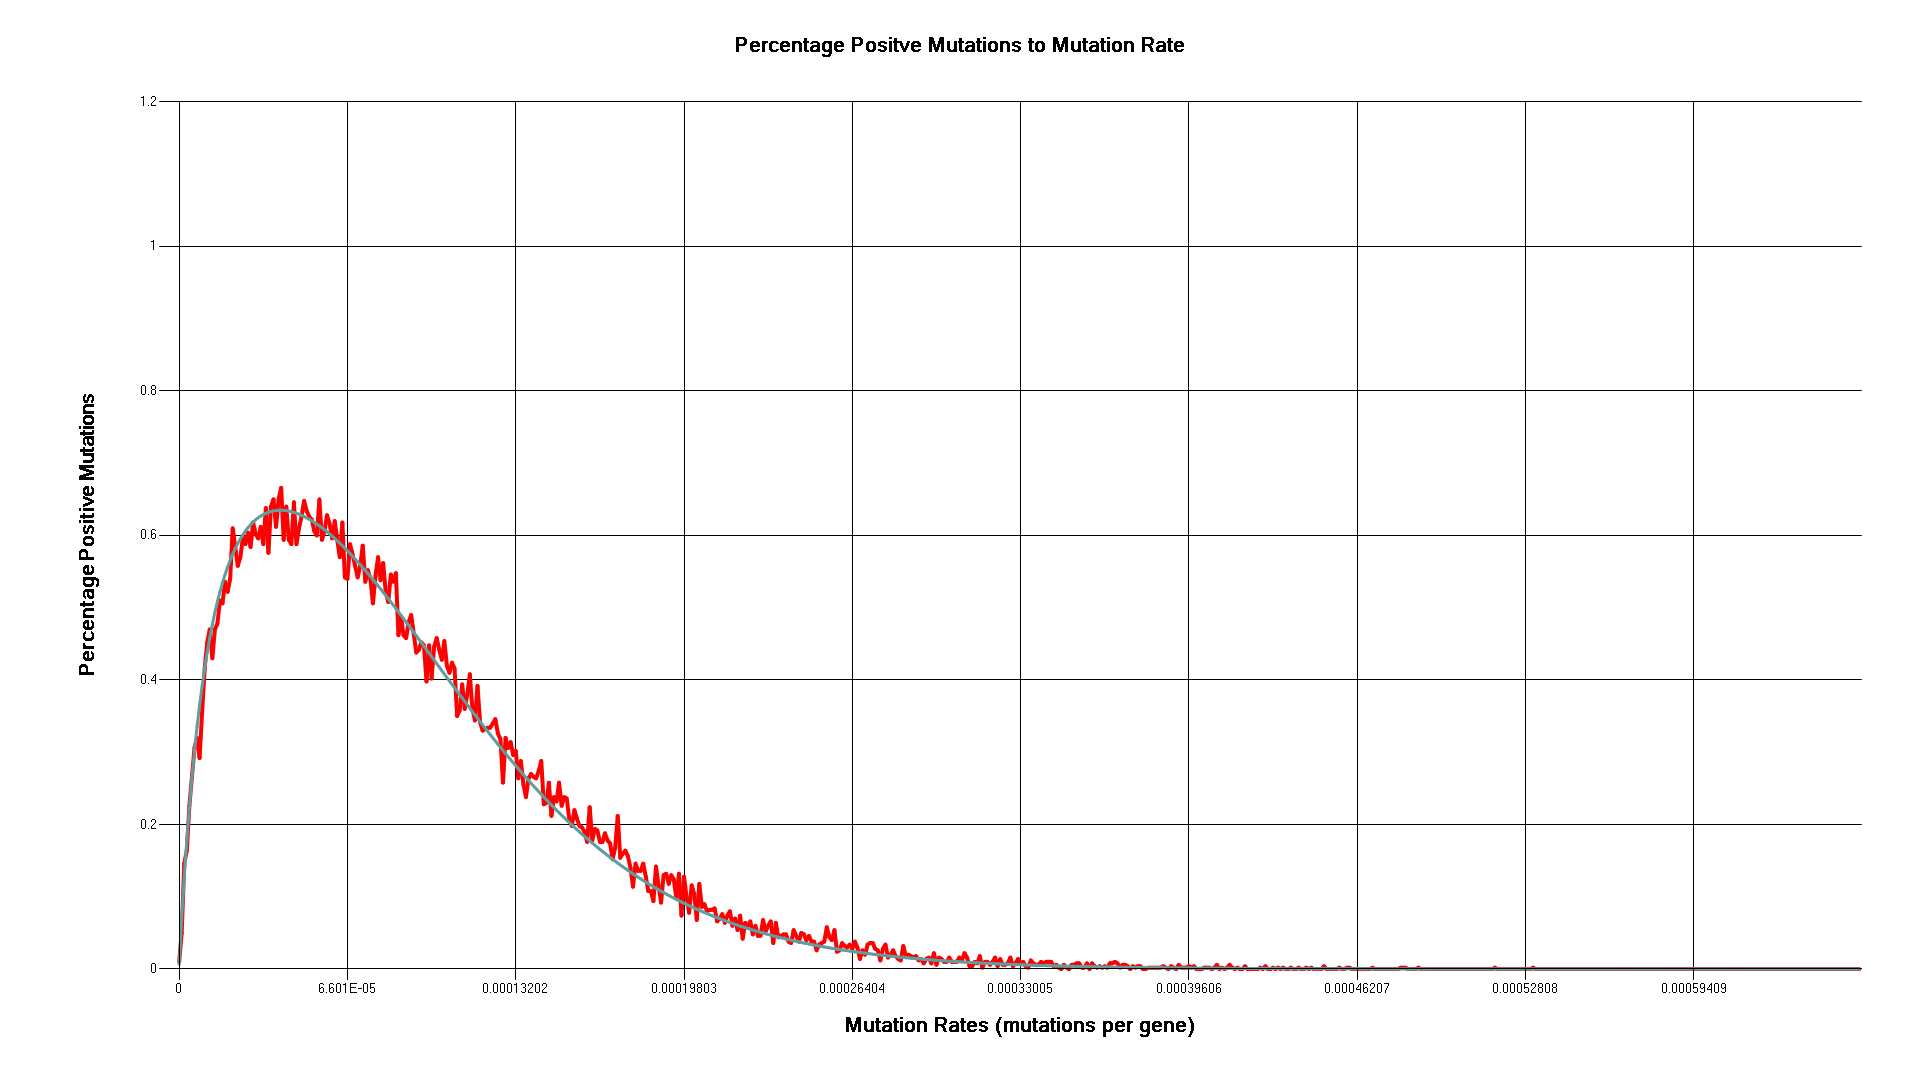 Percentage Positve Mutations to Mutation Rate
1.2
1
0.8
0.6
0.4
0.2
0
Percentage Positive Mutations
0 6.601E-05 0.00013202 0.00019803 0.00026404 0.00033005 0.00039606 0.00046207 0.00052808 0.00059409
Mutation Rates (mutations per gene)